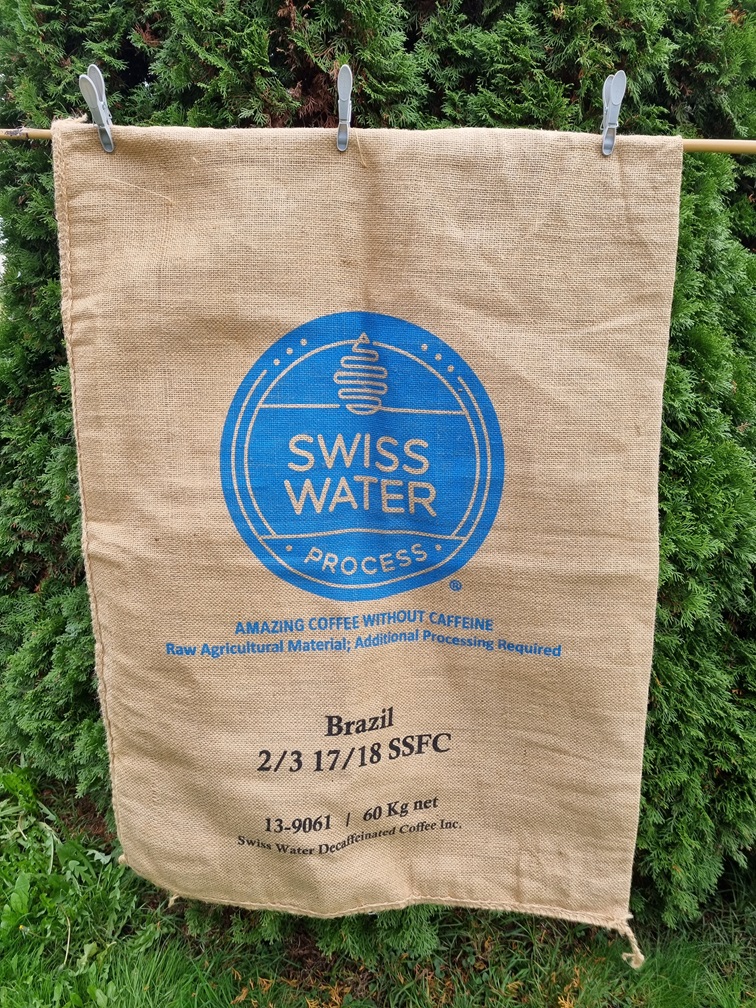 SWISS
WATER
• PROCESS •
®
AMAZING COFFEE WITHOUT CAFFEINE
Raw Agricultural Material; Additional Processing Required
Brazil
2/3 17/18 SSFC
13-9061 / 60 Kg net
Swiss Water Decaffeinated Coffee Inc.